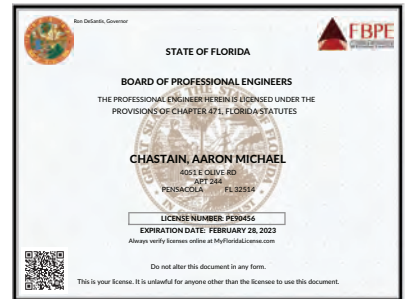 Ron DeSantis, Governor
FBPE
STATE OF FLORIDA
BOARD OF PROFESSIONAL ENGINEERS
THE PROFESSIONAL ENGINEER HEREIN IS LICENSED UNDER THE
PROVISIONS OF CHAPTER 471, FLORIDA STATUTES
CHASTAIN, AARON MICHAEL
4051 E OLIVE RD
APT 244
PENSACOLA FL 32514
LICENSE NUMBER: PE90456
EXPIRATION DATE: FEBRUARY 28, 2023
Always verify licenses online at MyFloridaLicense.com
Do not alter this document in any form.
This is your license. It is unlawful for anyone other than the licensee to use this document.